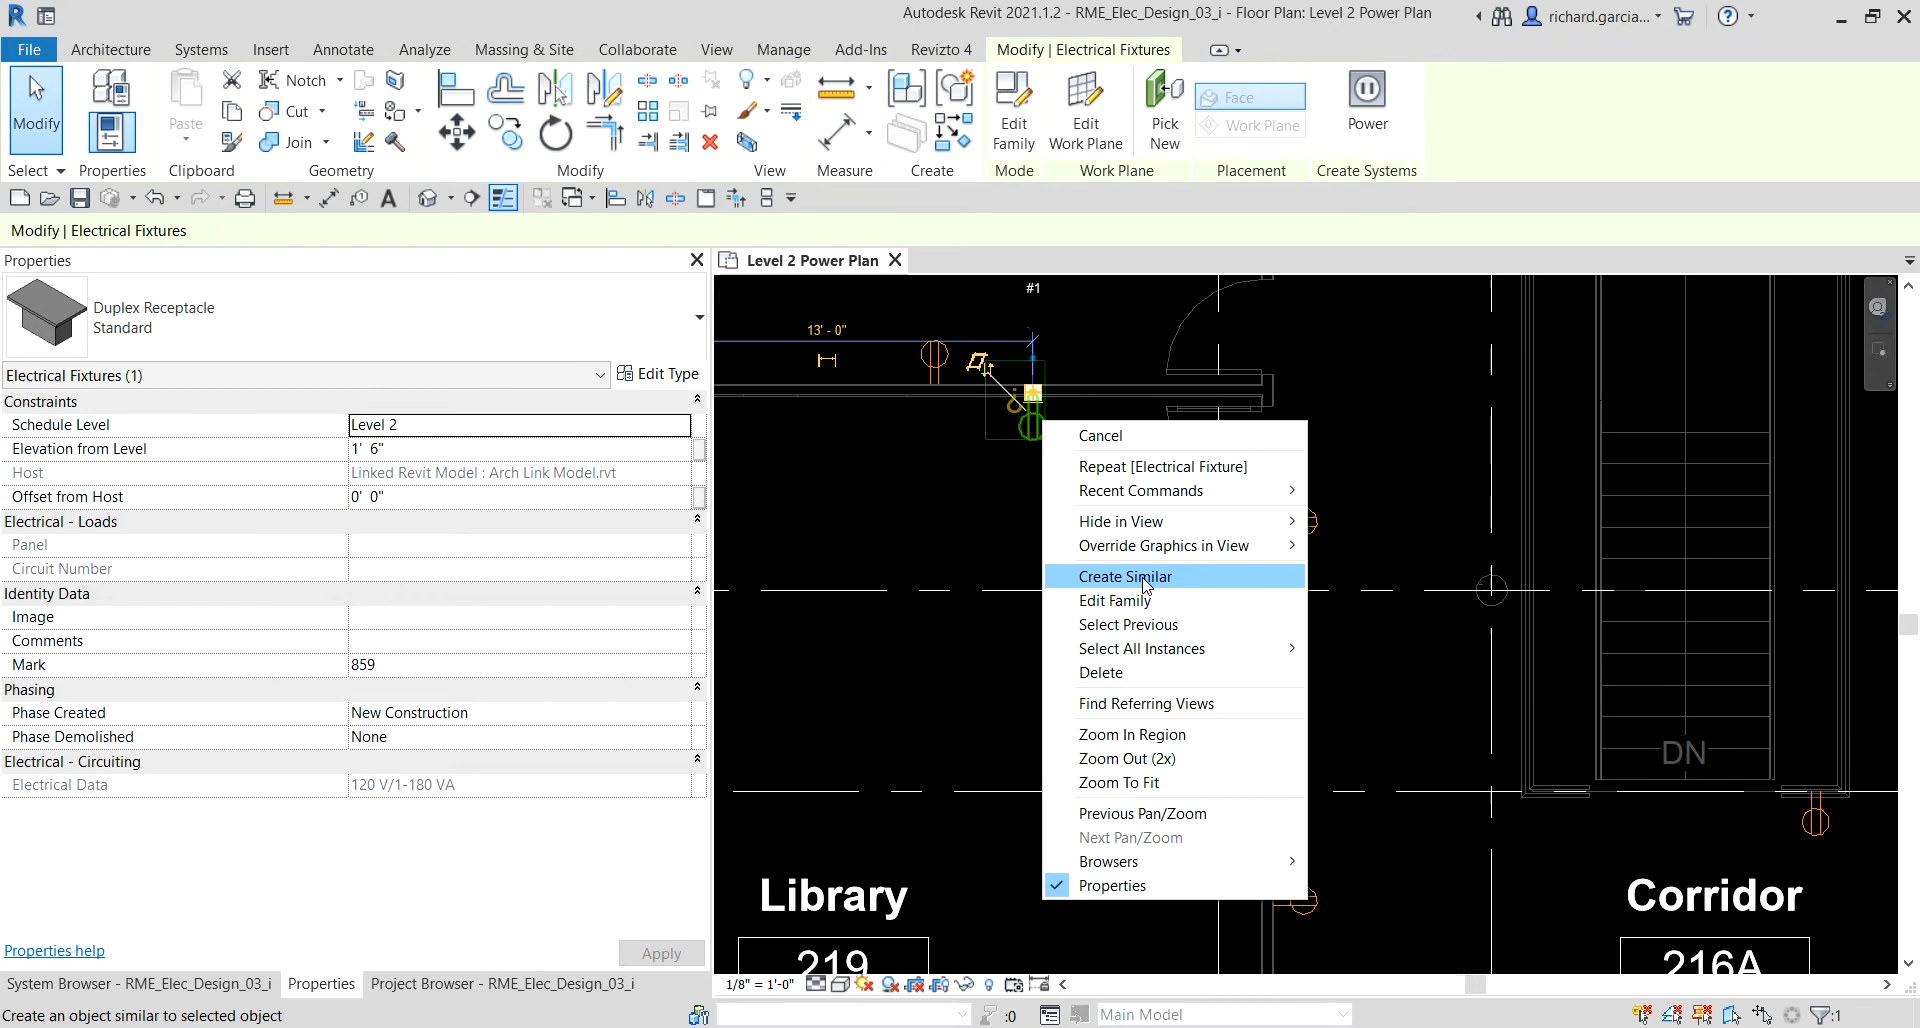 Autodesk Revit 2021.1.2 - RME_Elec_Design_03_i - Floor Plan: Level 2 Power Plan
richard.garcia...
File Architecture Systems Insert Annotate Analyze Massing & Site Collaborate View Manage Add-Ins Revizto 4 Modify | Electrical Fixtures
Modify
Paste
Notch
Cut
Join
Edit Family
Edit Work Plane
Pick New
Face
Work Plane
Power
Select Properties Clipboard Geometry Modify View Measure Create Mode Work Plane Placement Create Systems
Modify | Electrical Fixtures
Properties
Duplex Receptacle
Standard
Electrical Fixtures (1) Edit Type
Constraints
Schedule Level Level 2
Elevation from Level 1' 6"
Host Linked Revit Model : Arch Link Model.rvt
Offset from Host 0' 0"
Electrical - Loads
Panel
Circuit Number
Identity Data
Image
Comments
Mark 859
Phasing
Phase Created New Construction
Phase Demolished None
Electrical - Circuiting
Electrical Data 120 V/1-180 VA
Properties help Apply
System Browser - RME_Elec_Design_03_i Properties Project Browser - RME_Elec_Design_03_i
Create an object similar to selected object
Level 2 Power Plan
#1
13' - 0"
Cancel
Repeat [Electrical Fixture]
Recent Commands
Hide in View
Override Graphics in View
Create Similar
Edit Family
Select Previous
Select All Instances
Delete
Find Referring Views
Zoom In Region
Zoom Out (2x)
Zoom To Fit
Previous Pan/Zoom
Next Pan/Zoom
Browsers
Properties
DN
Library
219
Corridor
216A
1/8" = 1'-0"
:0
Main Model
:1